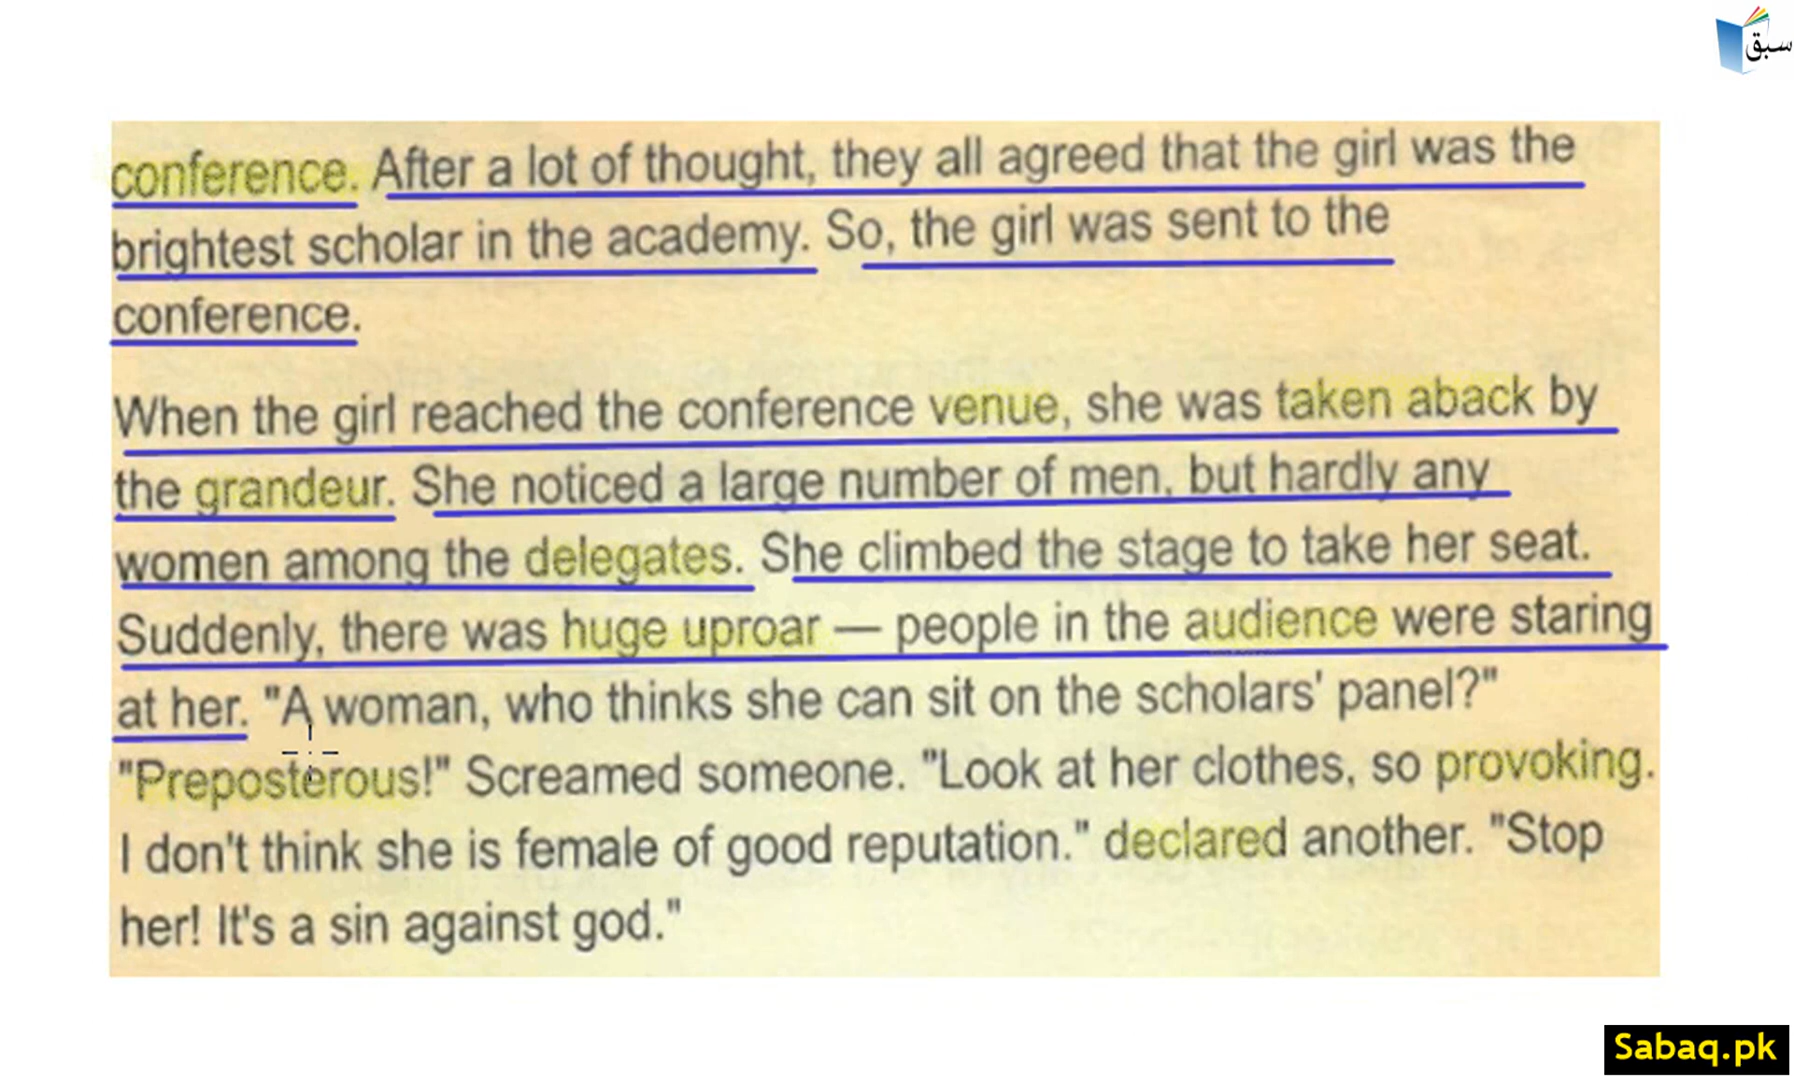 سبق
conference. After a lot of thought, they all agreed that the girl was the
brightest scholar in the academy. So, the girl was sent to the
conference.
When the girl reached the conference venue, she was taken aback by
the grandeur. She noticed a large number of men, but hardly any
women among the delegates. She climbed the stage to take her seat.
Suddenly, there was huge uproar — people in the audience were staring
at her. "A woman, who thinks she can sit on the scholars' panel?"
"Preposterous!" Screamed someone. "Look at her clothes, so provoking.
I don't think she is female of good reputation." declared another. "Stop
her! It's a sin against god."
Sabaq.pk